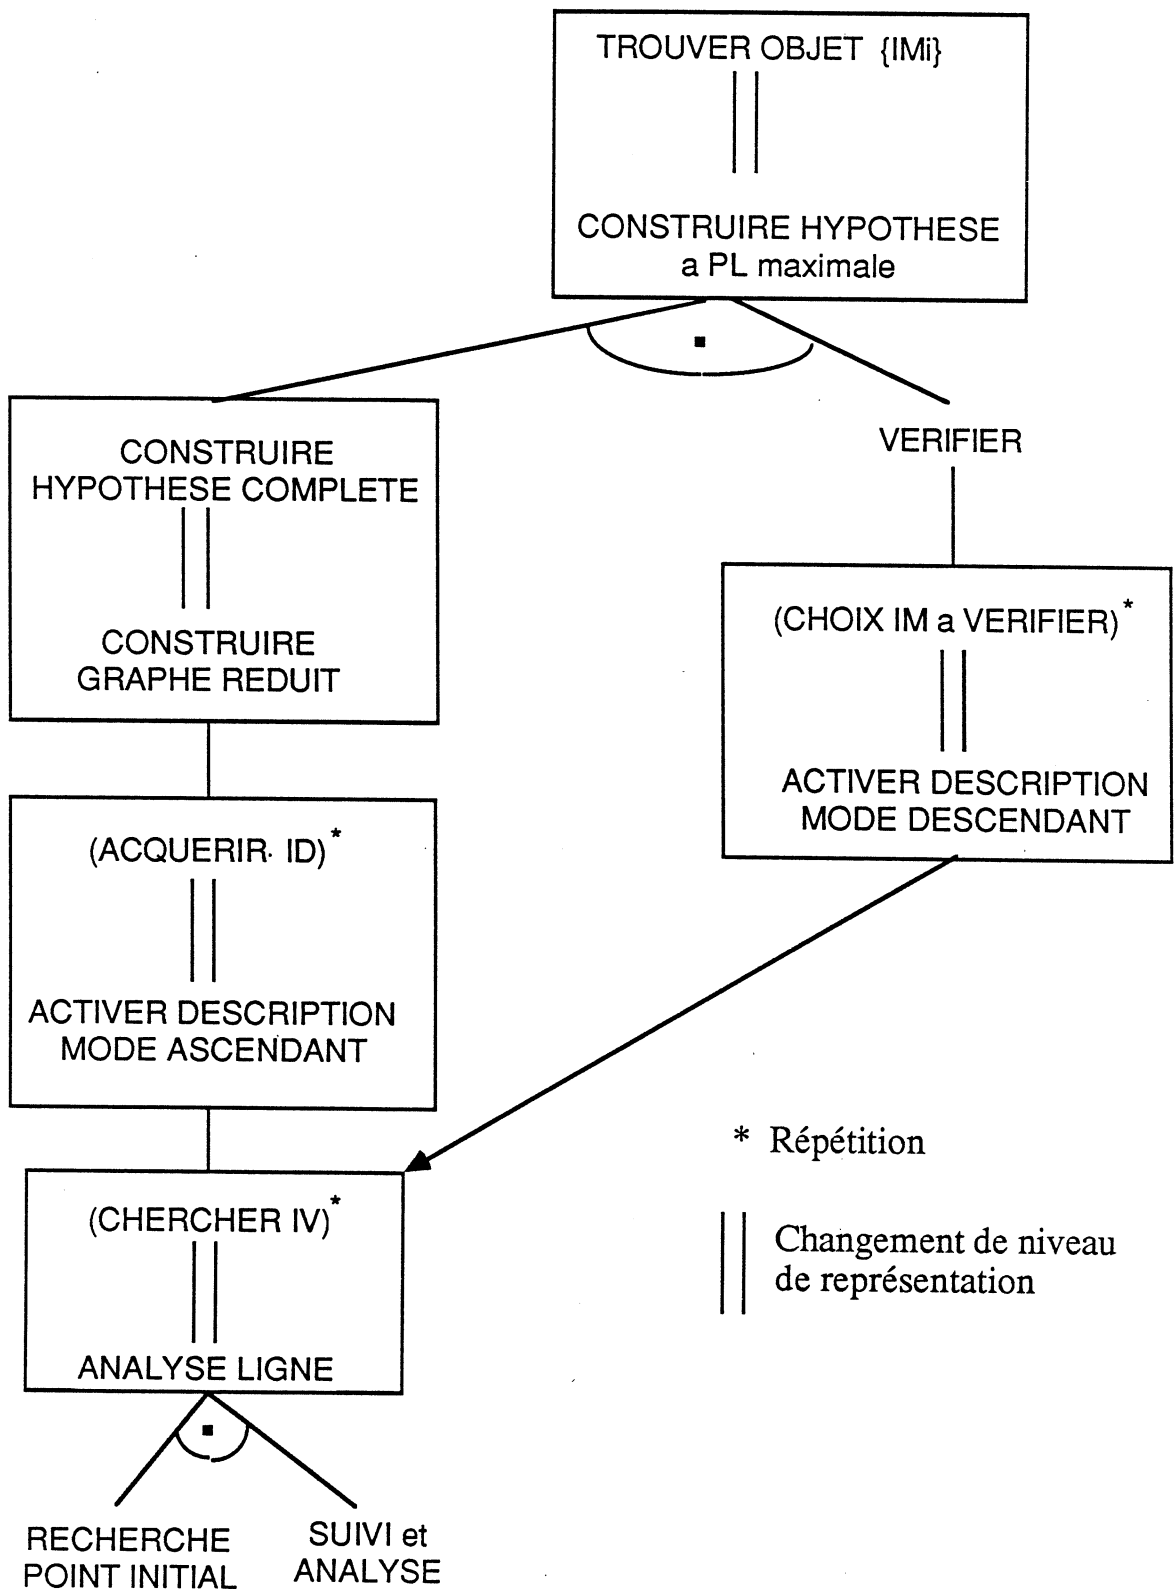 TROUVER OBJET {IMi}
CONSTRUIRE HYPOTHESE
a PL maximale
CONSTRUIRE
HYPOTHESE COMPLETE
CONSTRUIRE
GRAPHE REDUIT
VERIFIER
(CHOIX IM a VERIFIER)*
ACTIVER DESCRIPTION
MODE DESCENDANT
(ACQUERIR ID)*
ACTIVER DESCRIPTION
MODE ASCENDANT
(CHERCHER IV)*
ANALYSE LIGNE
* Répétition
Changement de niveau
de représentation
RECHERCHE
POINT INITIAL
SUIVI et
ANALYSE